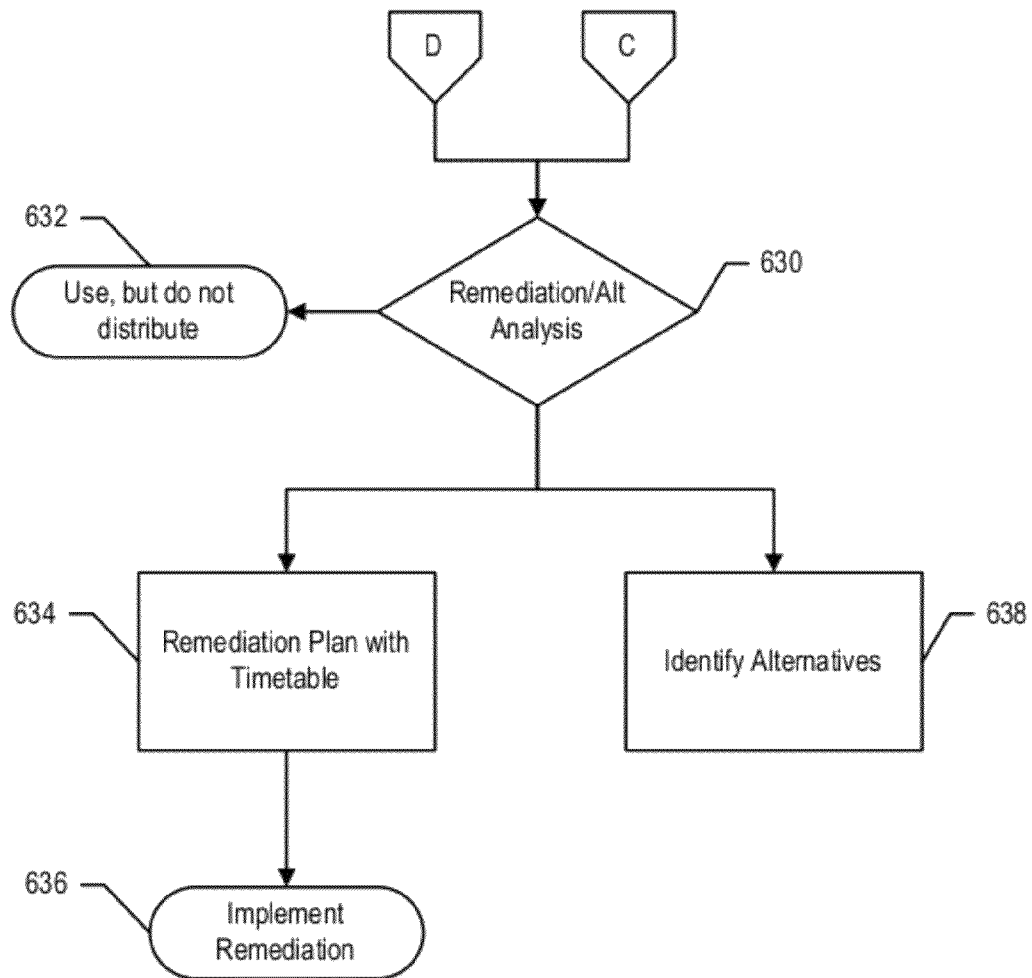 D
C
632
Use, but do not
distribute
630
Remediation/Alt
Analysis
634
Remediation Plan with
Timetable
638
Identify Alternatives
636
Implement
Remediation